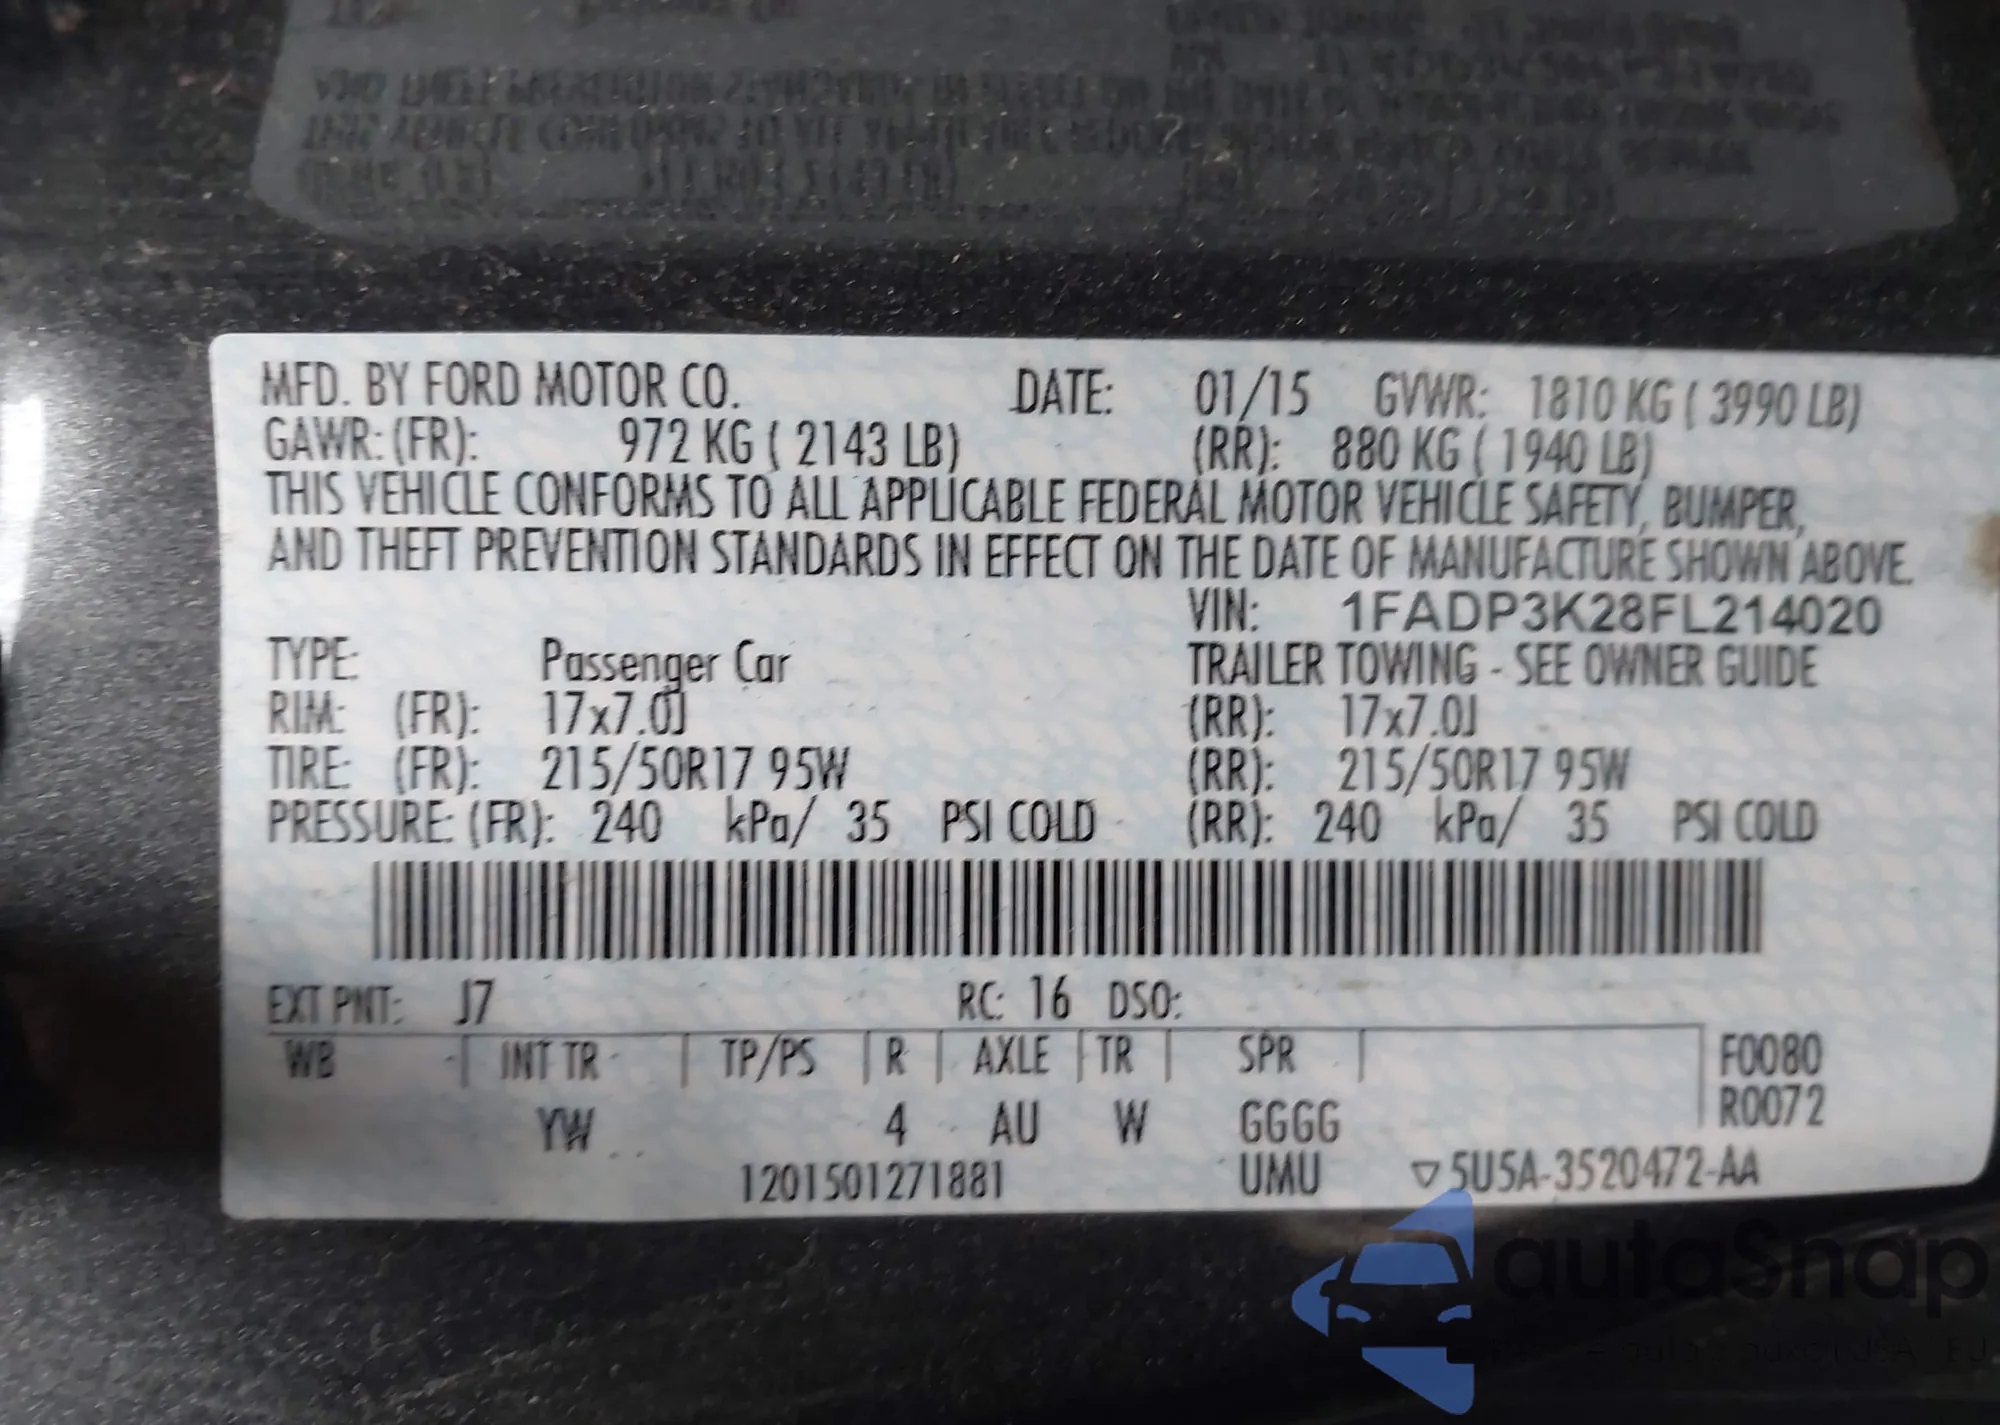 MFD. BY FORD MOTOR CO. DATE: 01/15 GVWR: 1810 KG ( 3990 LB)
GAWR: (FR): 972 KG ( 2143 LB) (RR): 880 KG ( 1940 LB)
THIS VEHICLE CONFORMS TO ALL APPLICABLE FEDERAL MOTOR VEHICLE SAFETY, BUMPER,
AND THEFT PREVENTION STANDARDS IN EFFECT ON THE DATE OF MANUFACTURE SHOWN ABOVE.
VIN: 1FADP3K28FL214020
TYPE: Passenger Car TRAILER TOWING - SEE OWNER GUIDE
RIM: (FR): 17x7.0J (RR): 17x7.0J
TIRE: (FR): 215/50R17 95W (RR): 215/50R17 95W
PRESSURE: (FR): 240 kPa/ 35 PSI COLD (RR): 240 kPa/ 35 PSI COLD
EXT PNT: J7 RC: 16 DSO:
WB | INT TR | TP/PS | R | AXLE | TR | SPR | F0080
R0072
YW 4 AU W GGGG
1201501271881 UMU ▽ 5U5A-3520472-AA
autaSnap